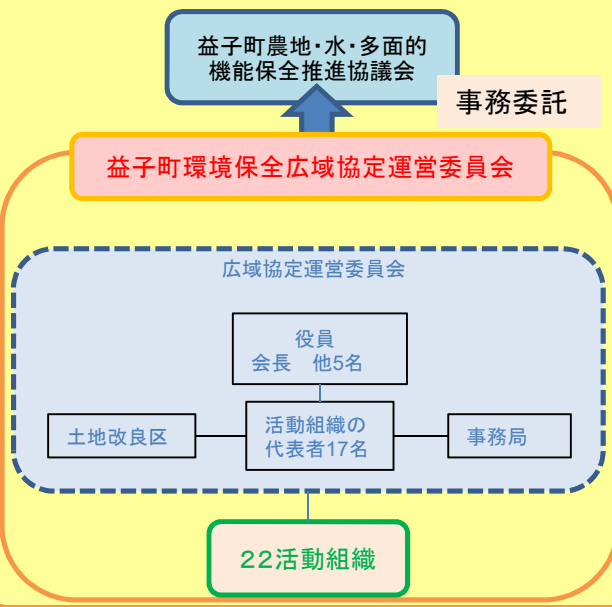 益子町農地・水・多面的
機能保全推進協議会
事務委託
益子町環境保全広域協定運営委員会
広域協定運営委員会
役員
会長　他5名
土地改良区
活動組織の
代表者17名
事務局
２２活動組織